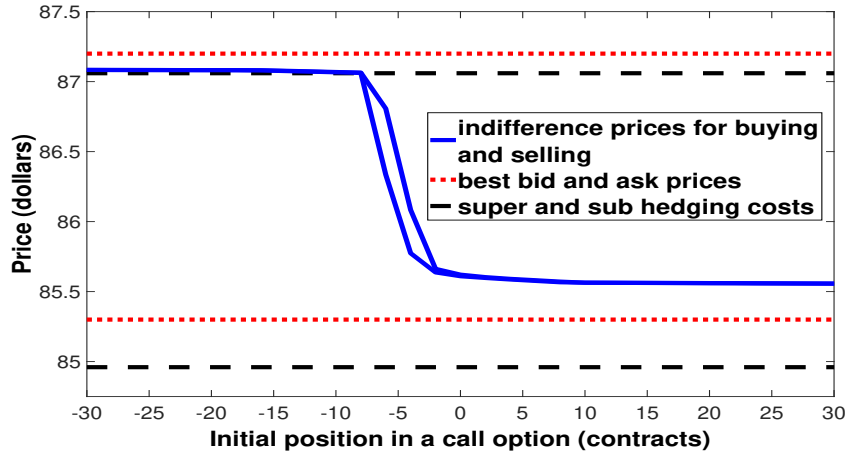 87.5
87
86.5
86
85.5
85
Price (dollars)
indifference prices for buying
and selling
best bid and ask prices
super and sub hedging costs
-30 -25 -20 -15 -10 -5 0 5 10 15 20 25 30
Initial position in a call option (contracts)